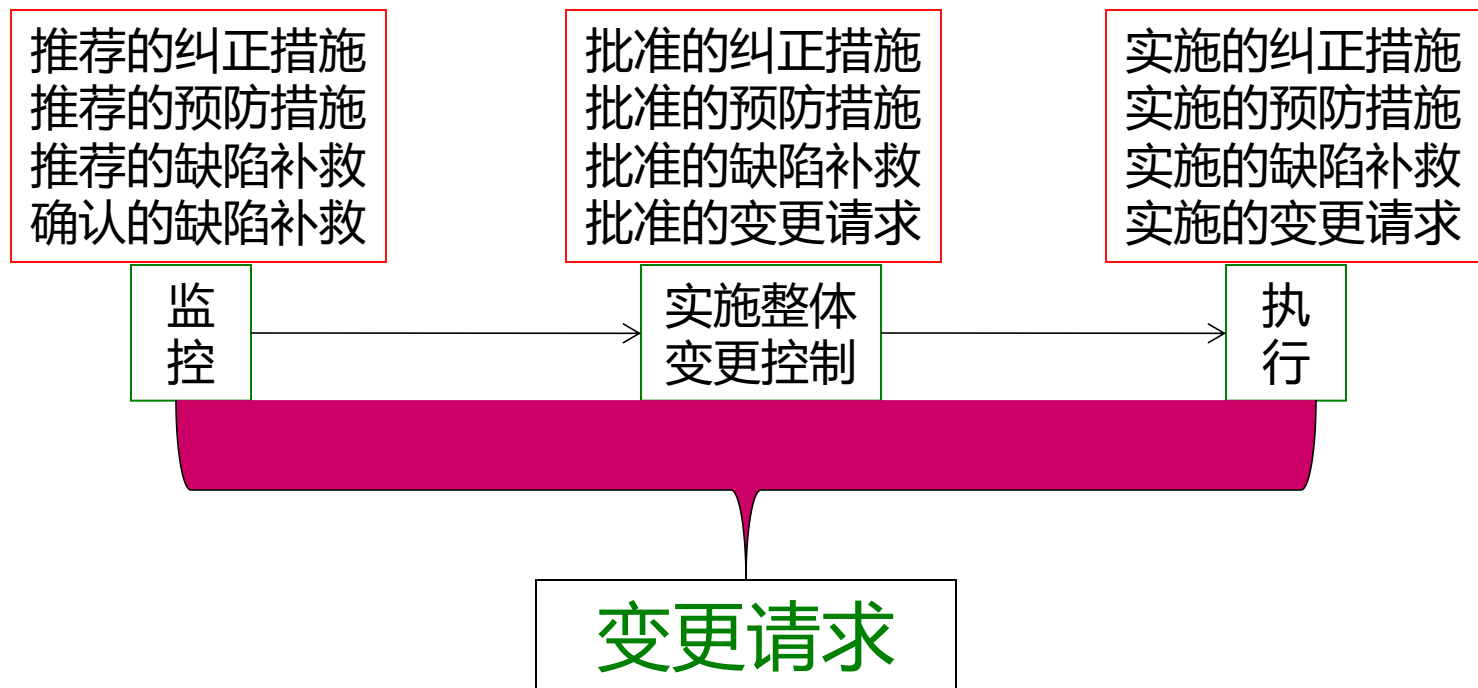 推荐的纠正措施
推荐的预防措施
推荐的缺陷补救
确认的缺陷补救
批准的纠正措施
批准的预防措施
批准的缺陷补救
批准的变更请求
实施的纠正措施
实施的预防措施
实施的缺陷补救
实施的变更请求
监
控
实施整体
变更控制
执
行
变更请求